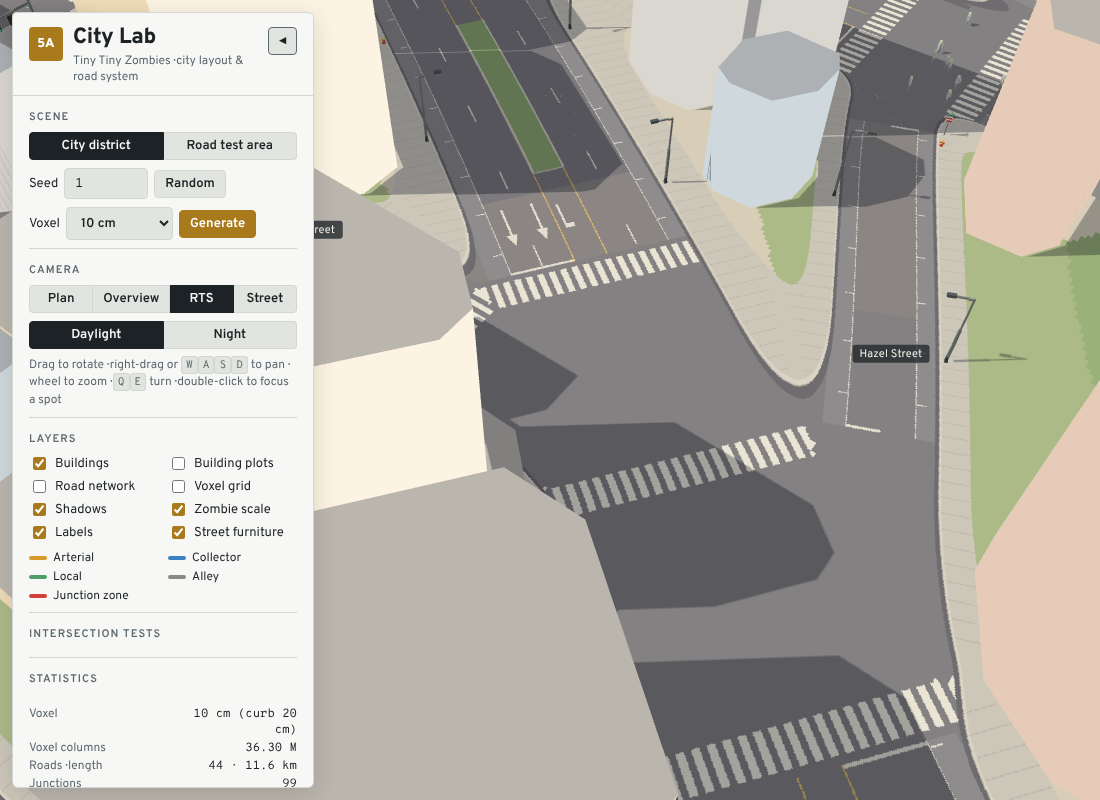 5A
City Lab
Tiny Tiny Zombies · city layout &
road system
◄
SCENE
City district
Road test area
Seed 1 Random
Voxel 10 cm Generate
CAMERA
Plan Overview RTS Street
Daylight Night
Drag to rotate · right-drag or W A S D to pan ·
wheel to zoom · Q E turn · double-click to focus
a spot
LAYERS
Buildings Building plots
Road network Voxel grid
Shadows Zombie scale
Labels Street furniture
Arterial Collector
Local Alley
Junction zone
INTERSECTION TESTS
STATISTICS
Voxel 10 cm (curb 20
cm)
Voxel columns 36.30 M
Roads · length 44 · 11.6 km
Junctions 99
Hazel Street